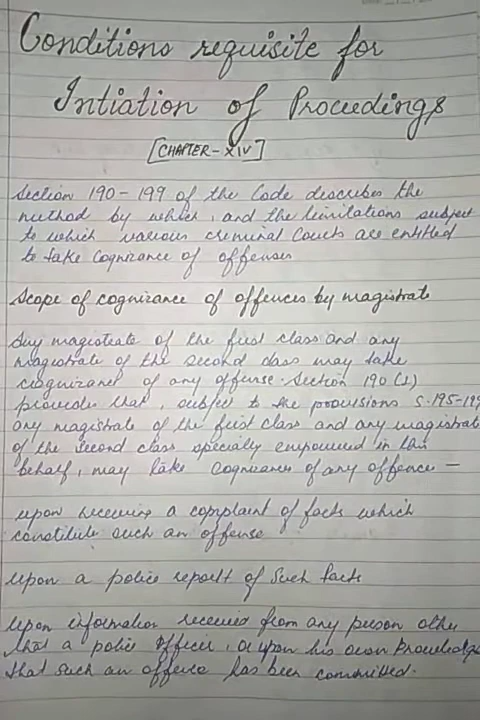 Conditions requisite for
Intiation of Proceedings
[CHAPTER-XIV]
Section 190-199 of the Code describes the
method by which, and the limitations subject
to which various criminal Courts are entitled
to take Cognizance of offenses
Scope of cognizance of offences by magistrate
Any magistrate of the first class and any
magistrate of the second class may take
cognizance of any offense. Section 190 (1)
provides that, subject to the provisions S.195-199
any magistrate of the first class and any magistrate
of the second class specially empowered in this
behalf, may take cognizance of any offence -
upon receiving a complaint of facts which
constitute such an offense
upon a police report of such facts
upon information received from any person other
that a police officer, or upon his own knowledge
that such an offence has been committed.